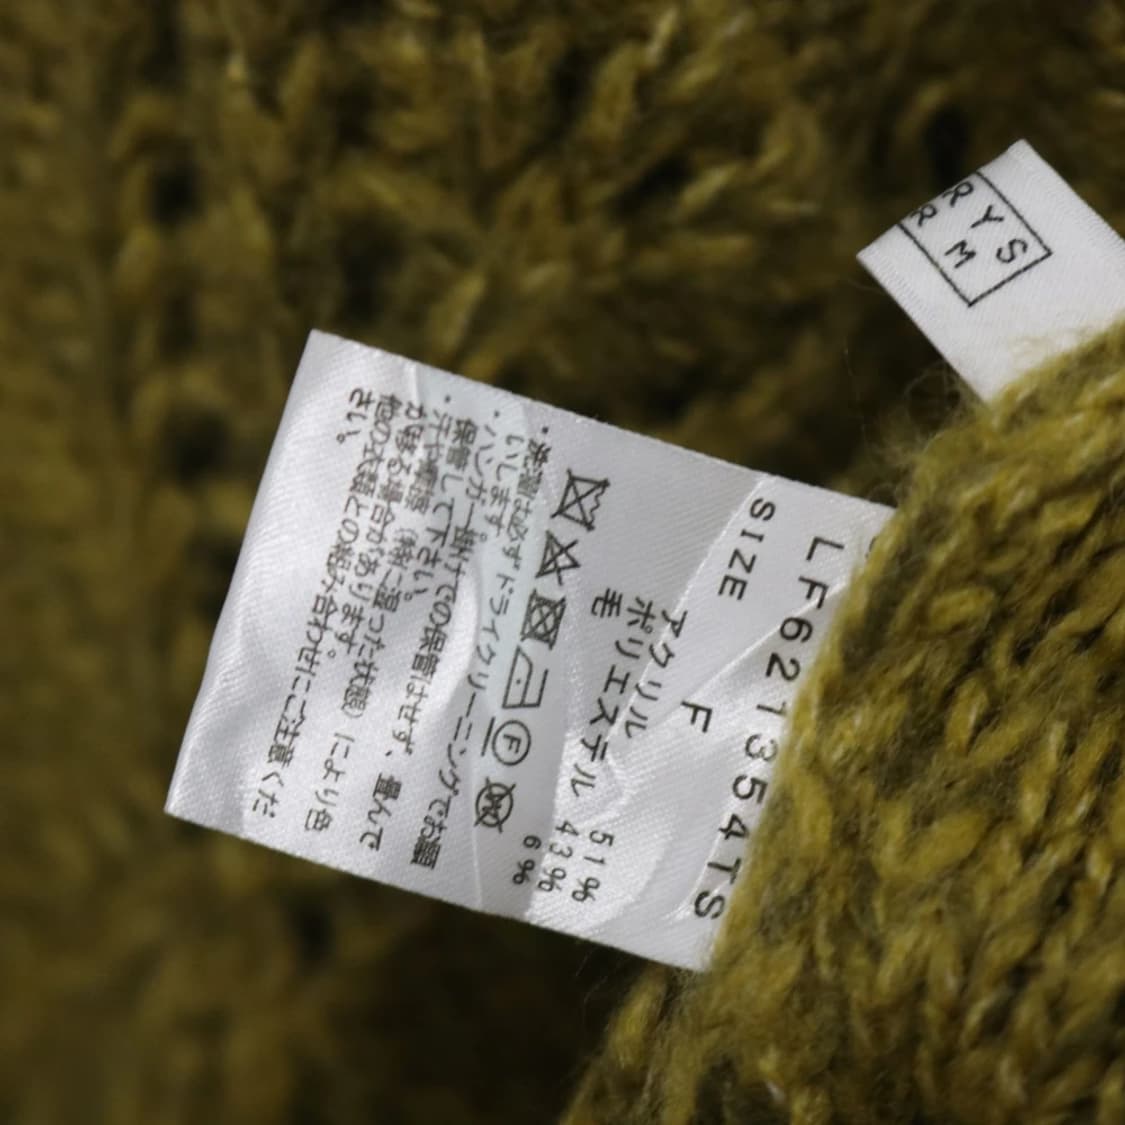 LF621354TS
SIZE F
アクリル 51%
ポリエステル 43%
毛 6%
F
・洗濯は必ずドライクリーニングでお願
いします。
・ハンガー掛けでの保管はせず、畳んで
保管して下さい。
・汗や(特に湿った状態)により色
が移る場合があります。
他の衣類との組み合わせにご注意くだ
さい。
RYS
R M